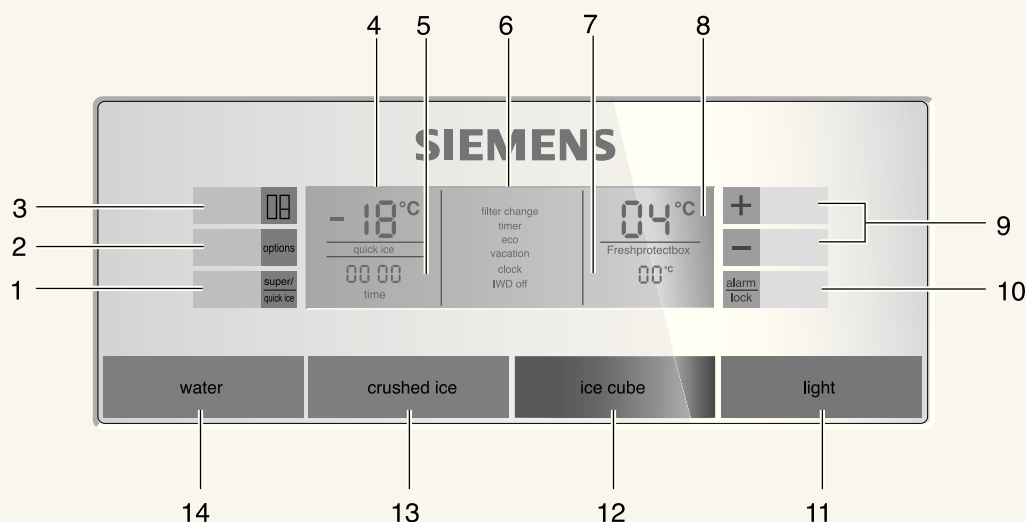 4 5 6 7 8
SIEMENS
3
2 options
1 super/
quick ice
-18°C
quick ice
00 00
time
filter change
timer
eco
vacation
clock
IWD off
04°C
Freshprotectbox
00°C
+
−
9
alarm
lock
10
water crushed ice ice cube light
14 13 12 11